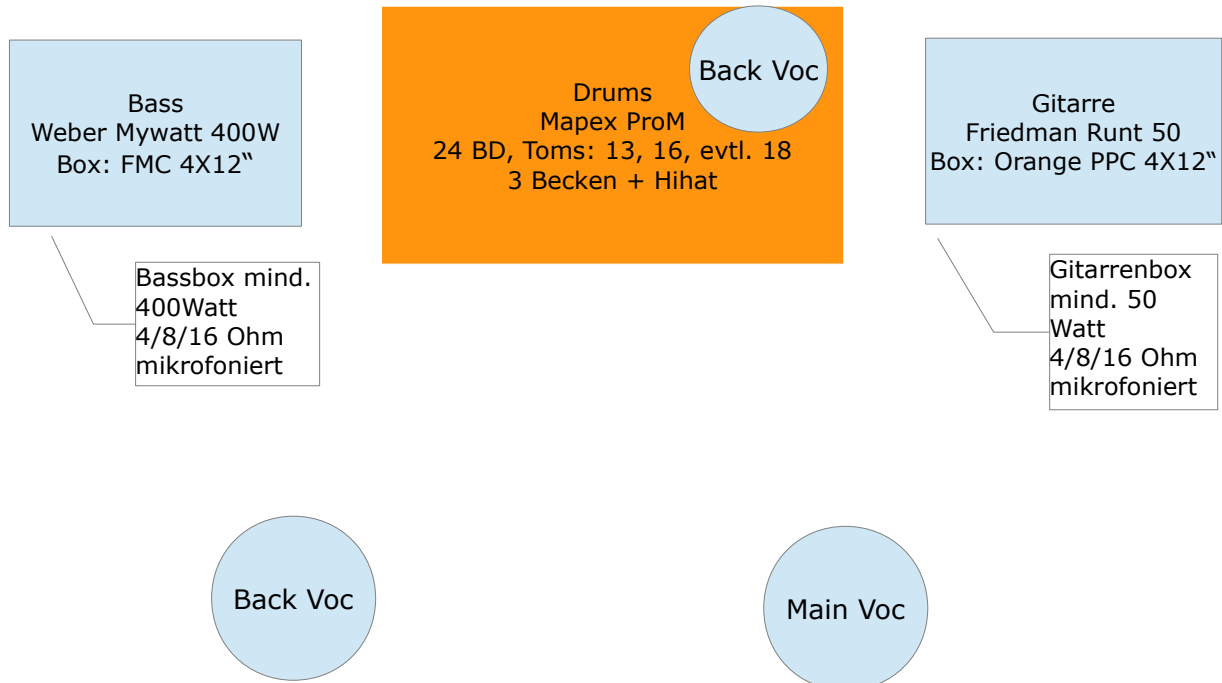 Bass
Weber Mywatt 400W
Box: FMC 4X12“
Drums
Mapex ProM
24 BD, Toms: 13, 16, evtl. 18
3 Becken + Hihat
Back Voc
Gitarre
Friedman Runt 50
Box: Orange PPC 4X12“
Bassbox mind.
400Watt
4/8/16 Ohm
mikrofoniert
Gitarrenbox
mind. 50
Watt
4/8/16 Ohm
mikrofoniert
Back Voc
Main Voc